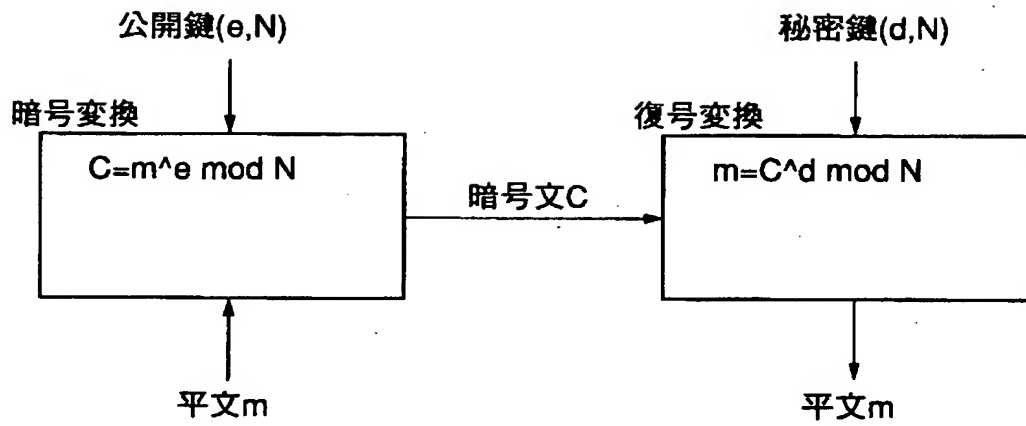 公開鍵(e,N)
秘密鍵(d,N)
暗号変換
復号変換
C=m^e mod N
m=C^d mod N
暗号文C
平文m
平文m